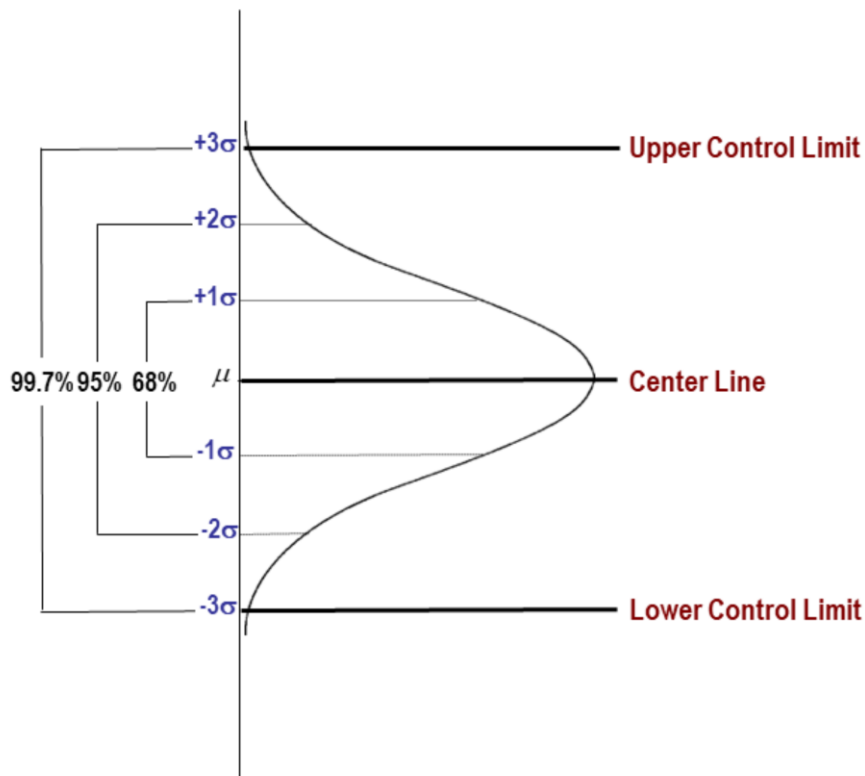 +3σ Upper Control Limit
+2σ
+1σ
99.7% 95% 68% μ Center Line
-1σ
-2σ
-3σ Lower Control Limit